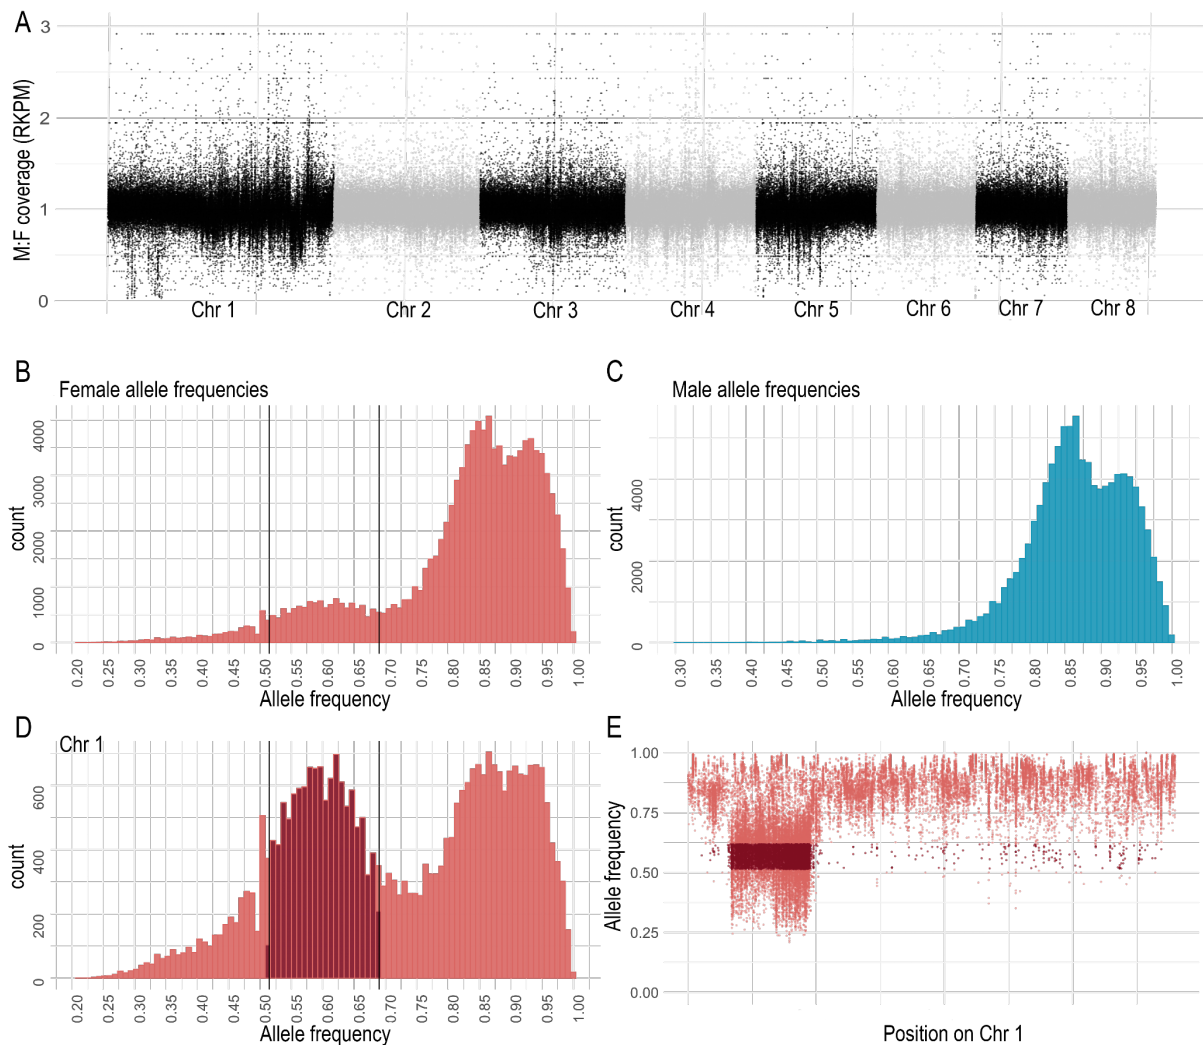 A
M:F coverage (RKPM)
3
2
1
0
Chr 1
Chr 2
Chr 3
Chr 4
Chr 5
Chr 6
Chr 7
Chr 8
B
Female allele frequencies
count
4000
3000
2000
1000
0
0.20
0.25
0.30
0.35
0.40
0.45
0.50
0.55
0.60
0.65
0.70
0.75
0.80
0.85
0.90
0.95
1.00
Allele frequency
C
Male allele frequencies
count
4000
2000
0
0.30
0.35
0.40
0.45
0.50
0.55
0.60
0.65
0.70
0.75
0.80
0.85
0.90
0.95
1.00
Allele frequency
D
Chr 1
count
600
400
200
0
0.20
0.25
0.30
0.35
0.40
0.45
0.50
0.55
0.60
0.65
0.70
0.75
0.80
0.85
0.90
0.95
1.00
Allele frequency
E
Allele frequency
1.00
0.75
0.50
0.25
0.00
Position on Chr 1